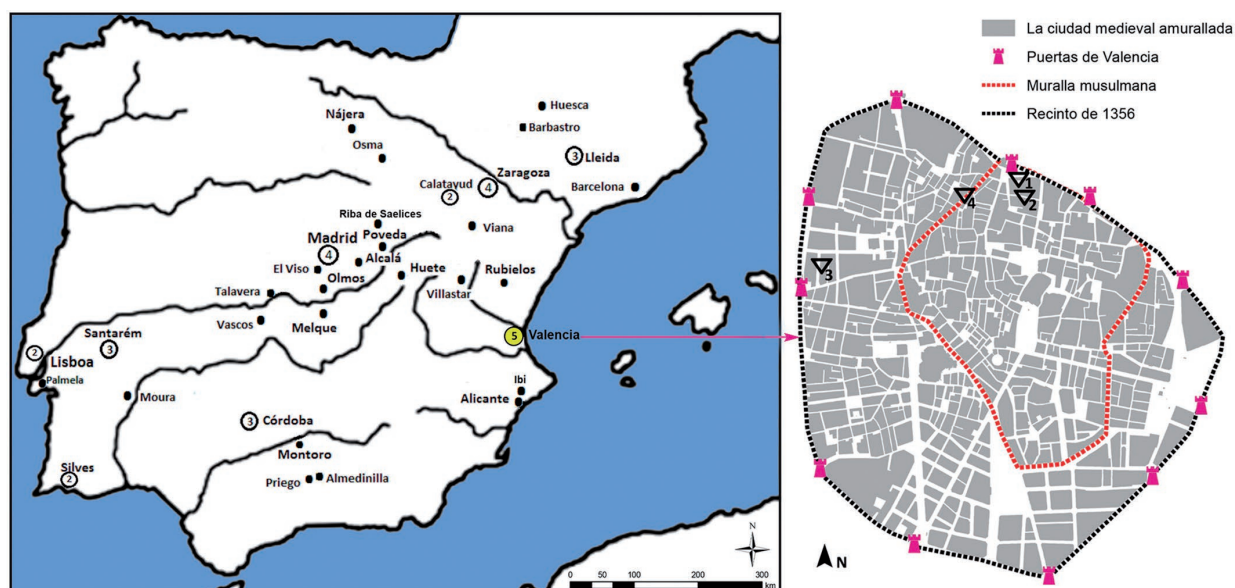 Huesca
Barbastro
Nájera
Osma
3
Lleida
Zaragoza
4
Calatayud
2
Barcelona
Riba de Saelices
Poveda
Viana
Madrid
4
Alcalá
El Viso
Olmos
Huete
Rubielos
Villastar
Talavera
Vascos
Melque
5
Valencia
Santarém
3
2
Lisboa
Palmela
Moura
Ibi
Alicante
3
Córdoba
Montoro
Priego
Almedinilla
Silves
2
N
0 50 100 200 300
km
La ciudad medieval amurallada
Puertas de Valencia
Muralla musulmana
Recinto de 1356
1
2
4
3
N